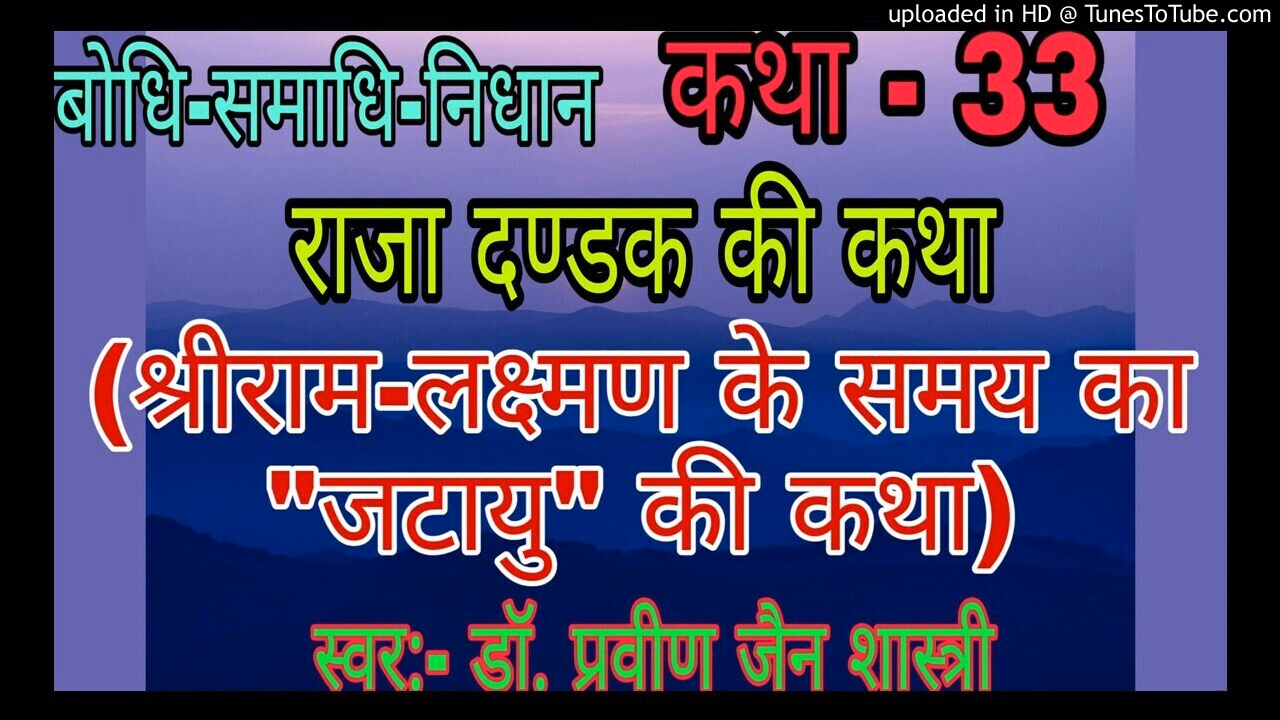 uploaded in HD @ TunesToTube.com
बोधि-समाधि-निधान कथा - 33
राजा दण्डक की कथा
(श्रीराम-लक्ष्मण के समय का
"जटायु" की कथा)
स्वर:- डॉ. प्रवीण जैन शास्त्री